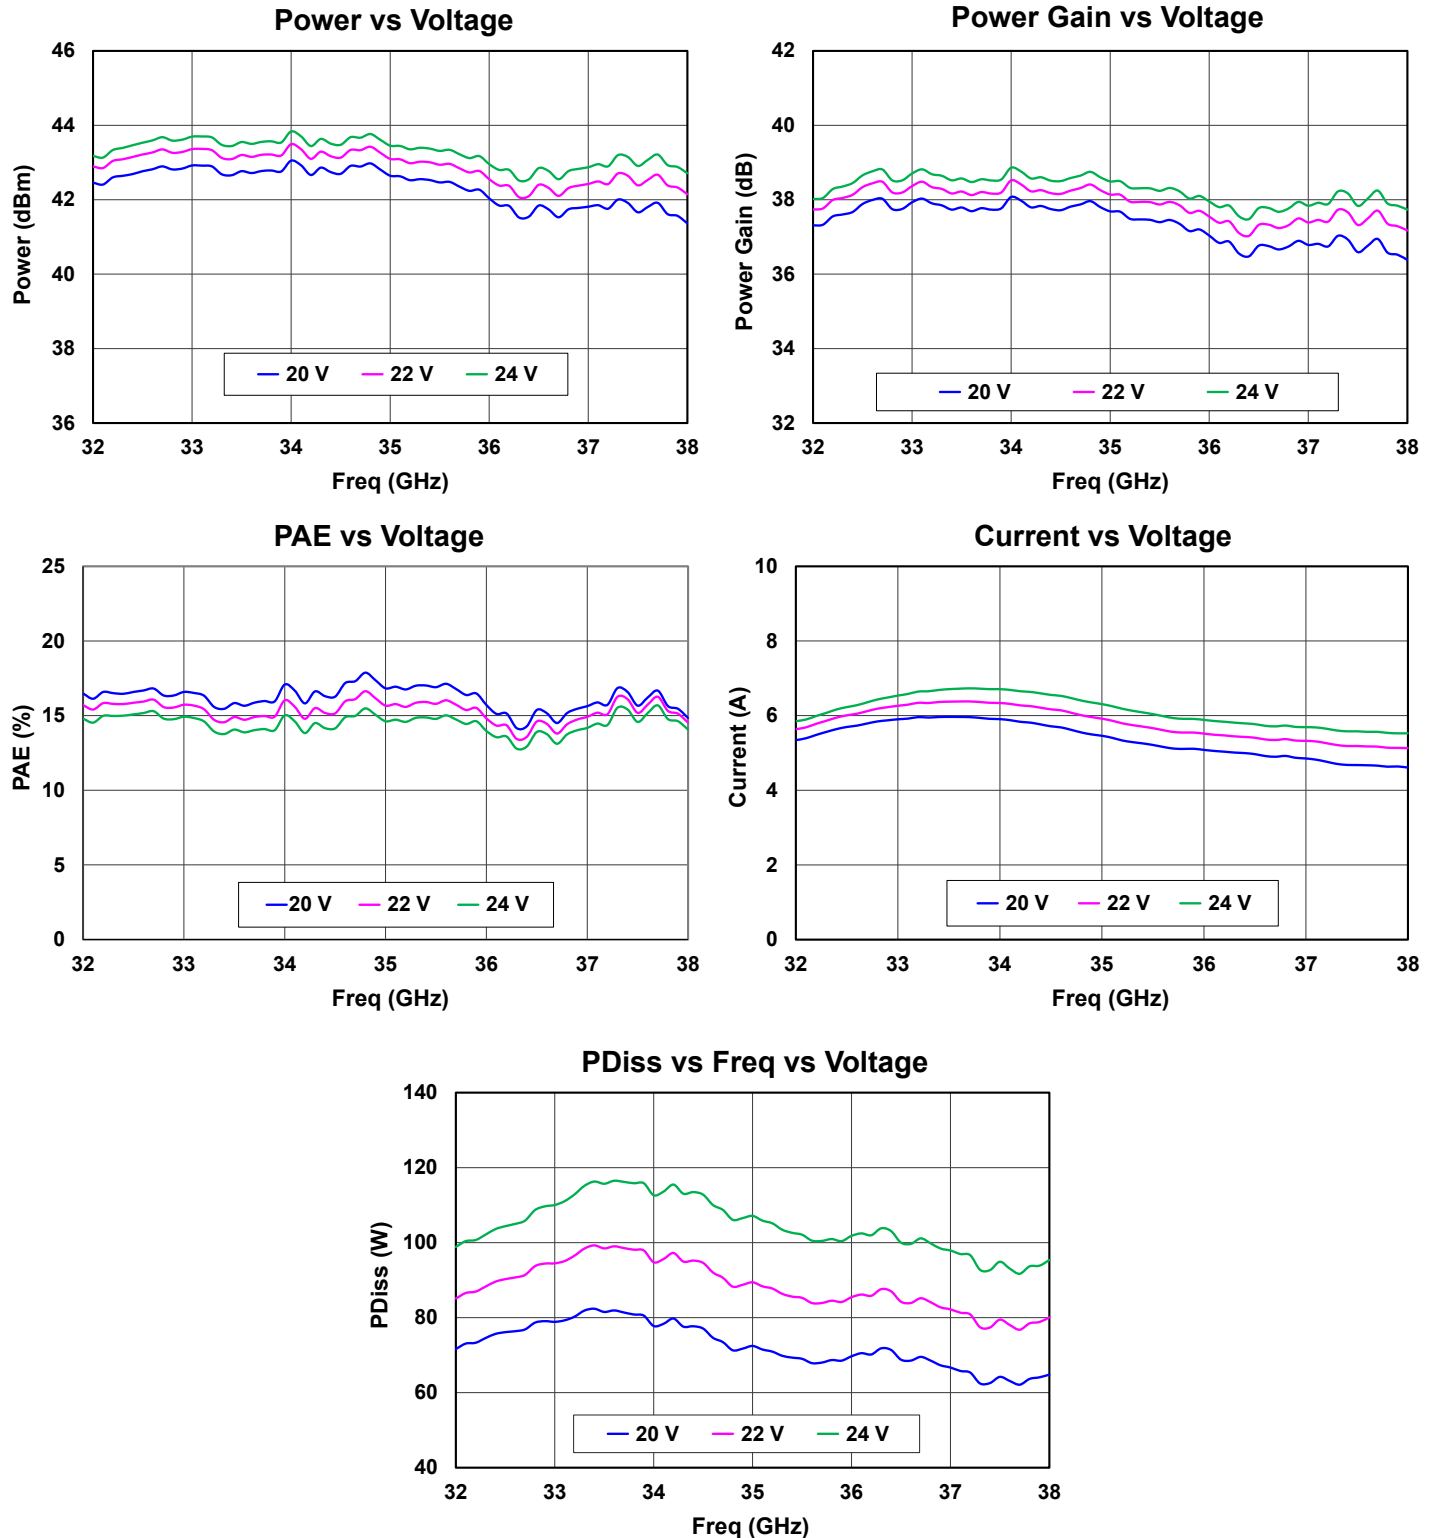 Power vs Voltage
46
44
42
40
38
36
Power (dBm)
20 V 22 V 24 V
32 33 34 35 36 37 38
Freq (GHz)
Power Gain vs Voltage
42
40
38
36
34
32
Power Gain (dB)
20 V 22 V 24 V
32 33 34 35 36 37 38
Freq (GHz)
PAE vs Voltage
25
20
15
10
5
0
PAE (%)
20 V 22 V 24 V
32 33 34 35 36 37 38
Freq (GHz)
Current vs Voltage
10
8
6
4
2
0
Current (A)
20 V 22 V 24 V
32 33 34 35 36 37 38
Freq (GHz)
PDiss vs Freq vs Voltage
140
120
100
80
60
40
PDiss (W)
20 V 22 V 24 V
32 33 34 35 36 37 38
Freq (GHz)